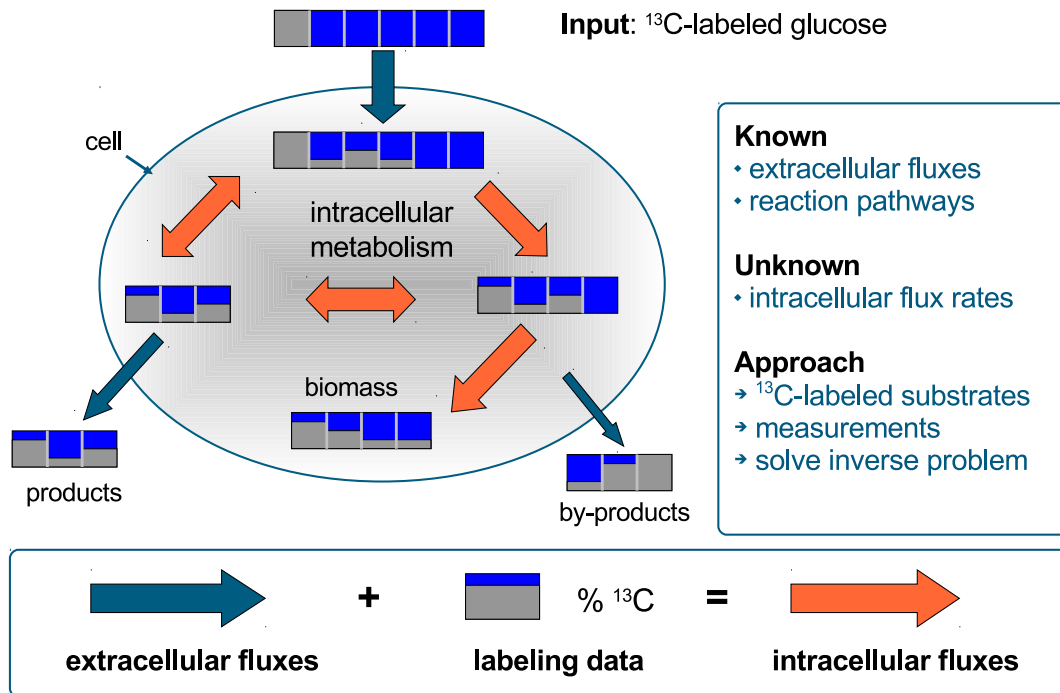 Input: ¹³C-labeled glucose
cell
intracellular
metabolism
biomass
products
by-products
Known
extracellular fluxes
reaction pathways
Unknown
intracellular flux rates
Approach
¹³C-labeled substrates
measurements
solve inverse problem
+ % ¹³C =
extracellular fluxes labeling data intracellular fluxes